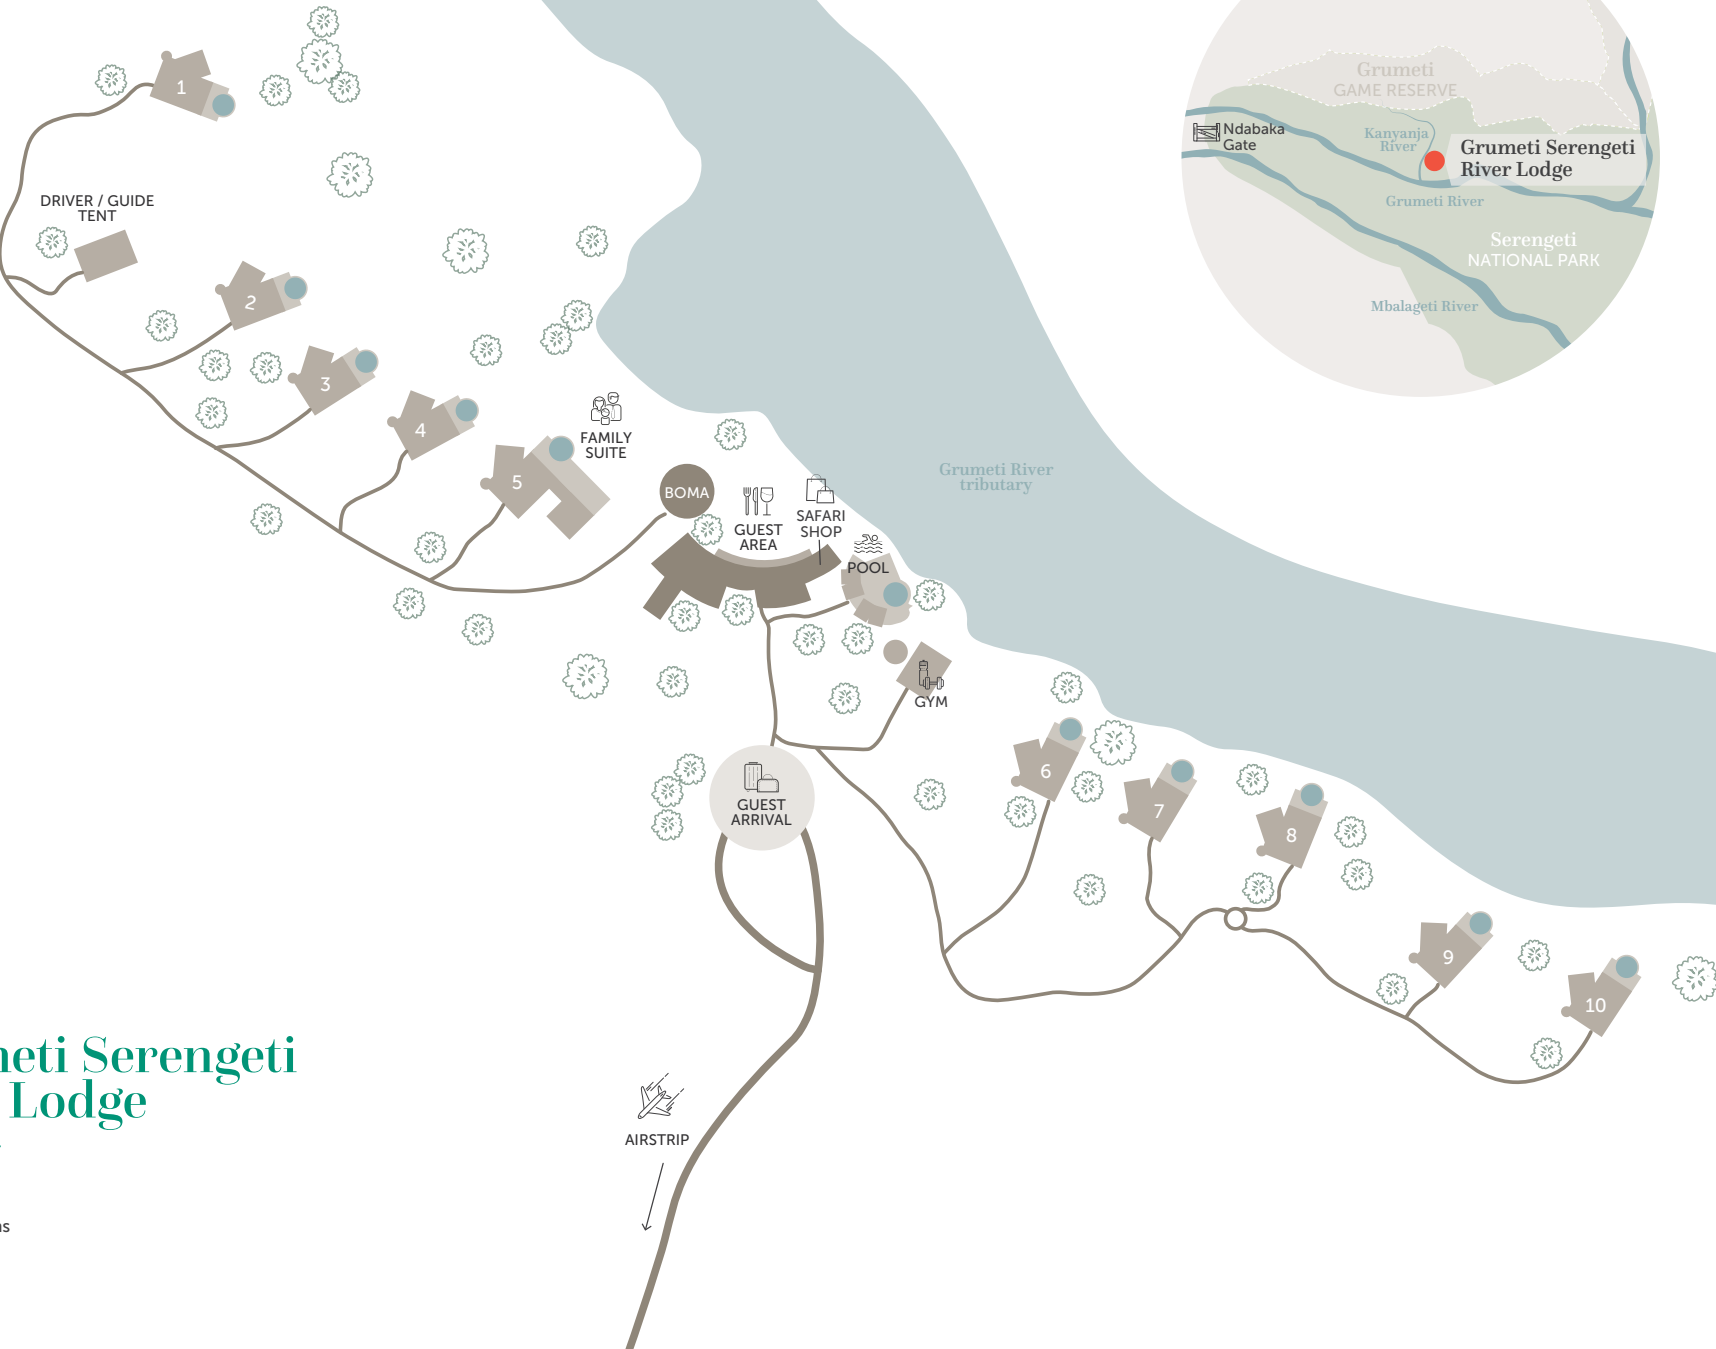 1
DRIVER / GUIDE
TENT
2
3
4
5
FAMILY
SUITE
BOMA
GUEST
AREA
SAFARI
SHOP
POOL
GYM
GUEST
ARRIVAL
6
7
8
9
10
AIRSTRIP
Grumeti River
tributary
Grumeti
GAME RESERVE
Ndabaka
Gate
Kanyanja
River
Grumeti Serengeti
River Lodge
Grumeti River
Serengeti
NATIONAL PARK
Mbalageti River
neti Serengeti
Lodge